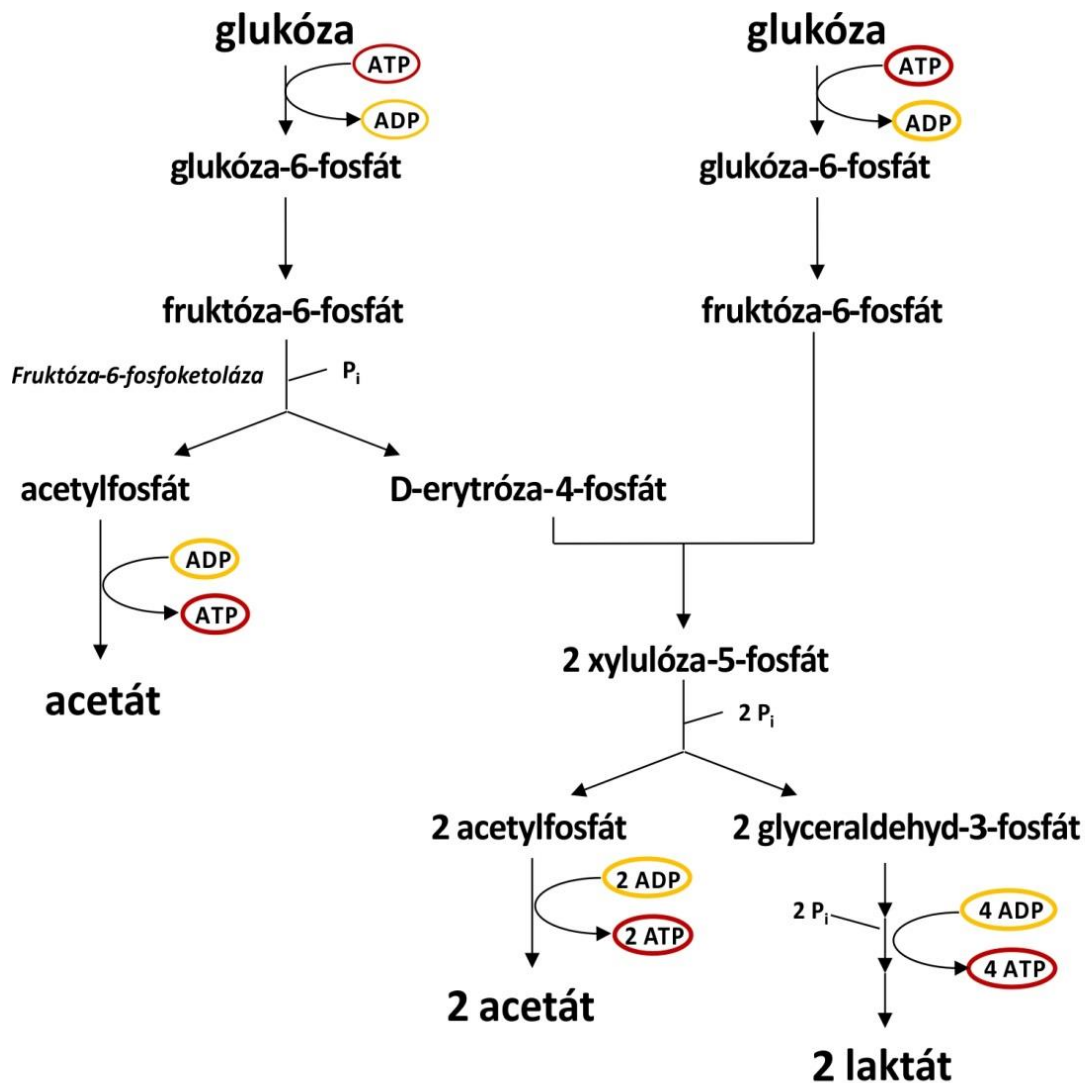 glukóza
glukóza
ATP
ATP
ADP
ADP
glukóza-6-fosfát
glukóza-6-fosfát
fruktóza-6-fosfát
fruktóza-6-fosfát
Fruktóza-6-fosfoketoláza
Pi
acetylfosfát
D-erytróza-4-fosfát
ADP
ATP
acetát
2 xylulóza-5-fosfát
2 Pi
2 acetylfosfát
2 glyceraldehyd-3-fosfát
2 ADP
2 ATP
2 Pi
4 ADP
4 ATP
2 acetát
2 laktát